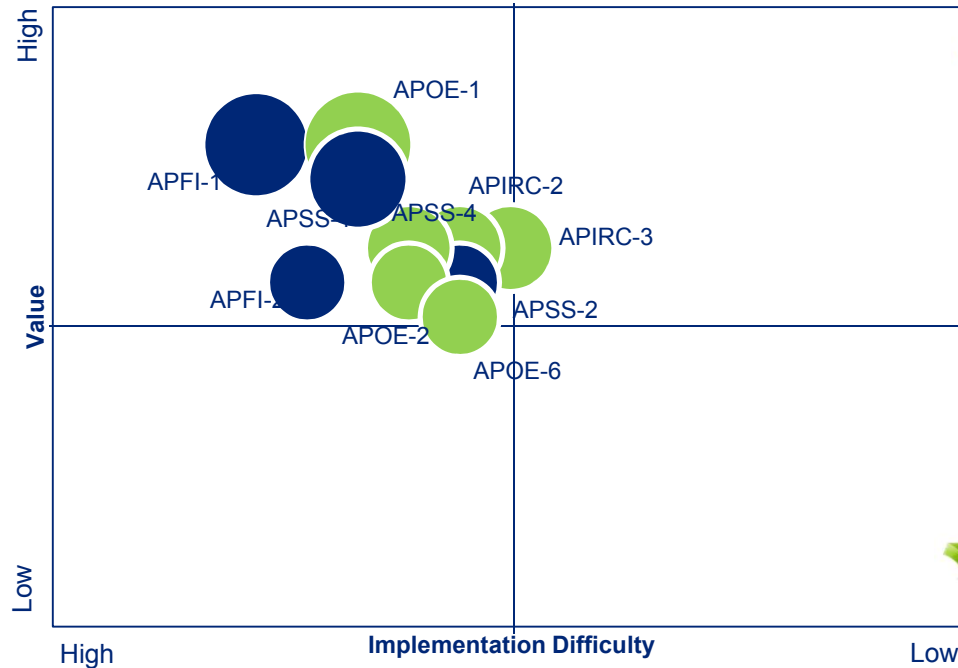 High
APOE-1
APFI-1
APIRC-2
APSS-4
APIRC-3
APFI-2
APSS-2
APOE-2
Value
APOE-6
Low
Implementation Difficulty
High
Low